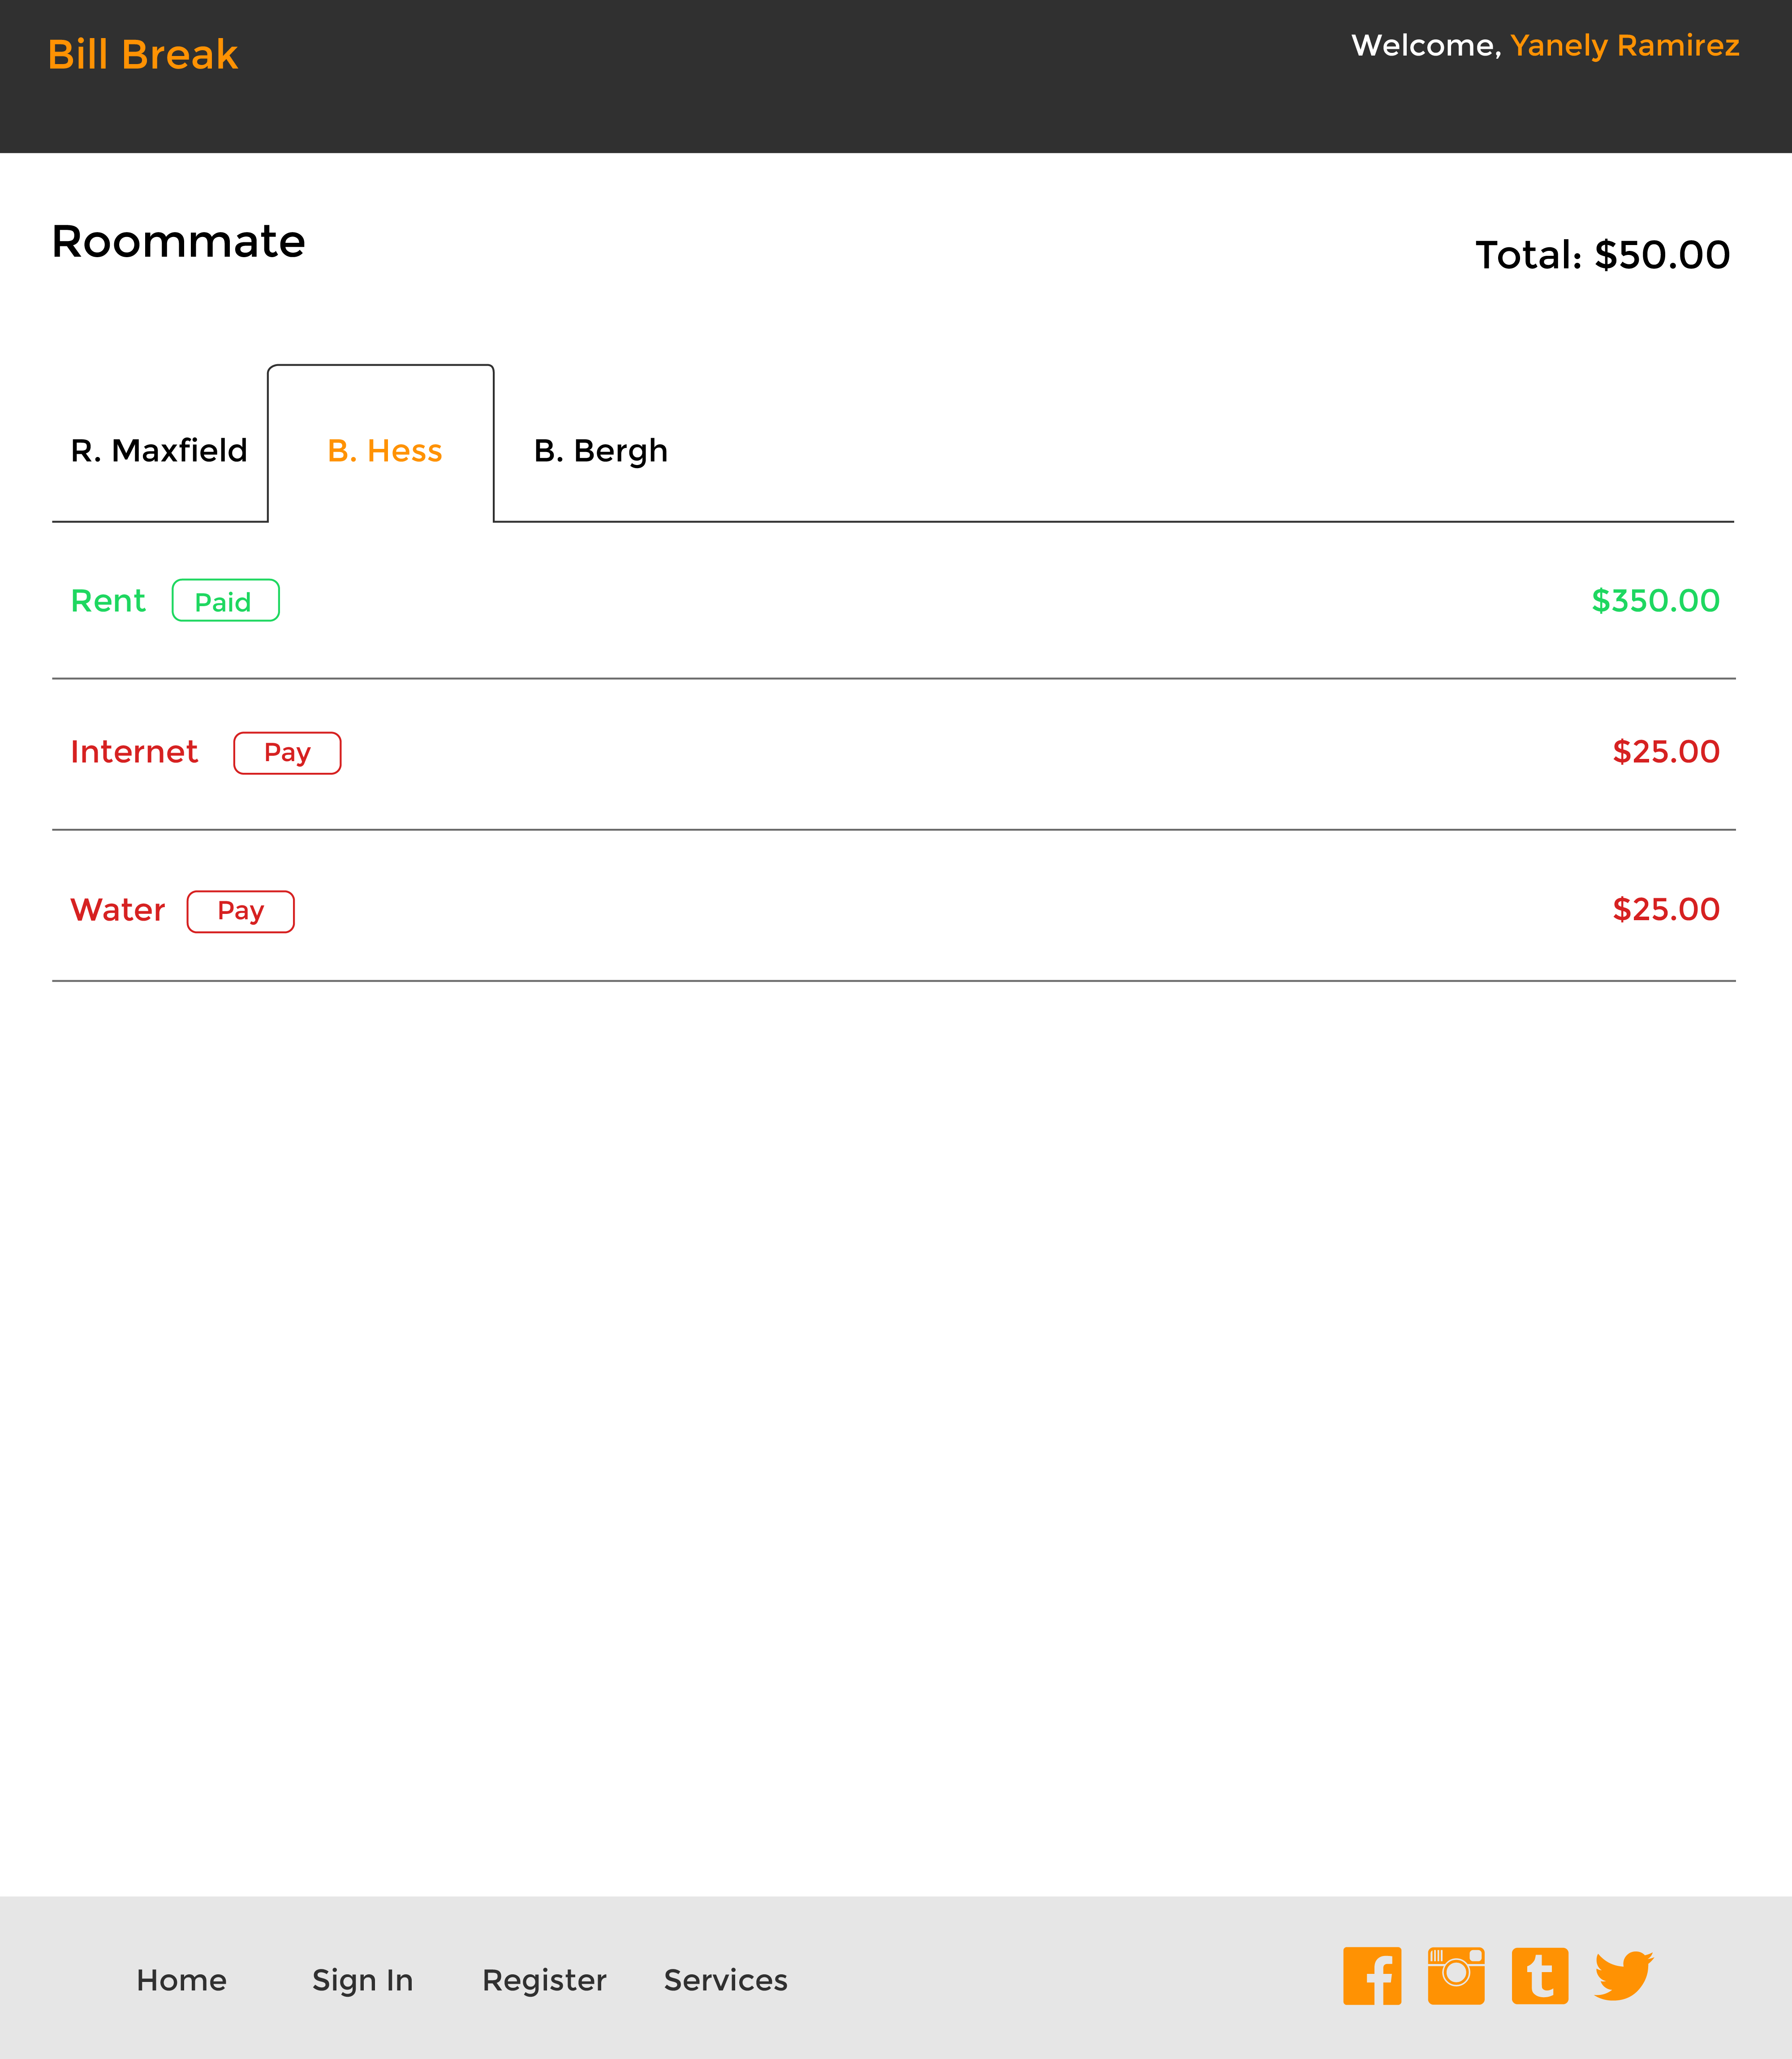 Bill Break
Welcome, Yanely Ramirez
Roommate
Total: $50.00
R. Maxfield
B. Hess
B. Bergh
Rent
Paid
$350.00
Internet
Pay
$25.00
Water
Pay
$25.00
Home
Sign In
Register
Services